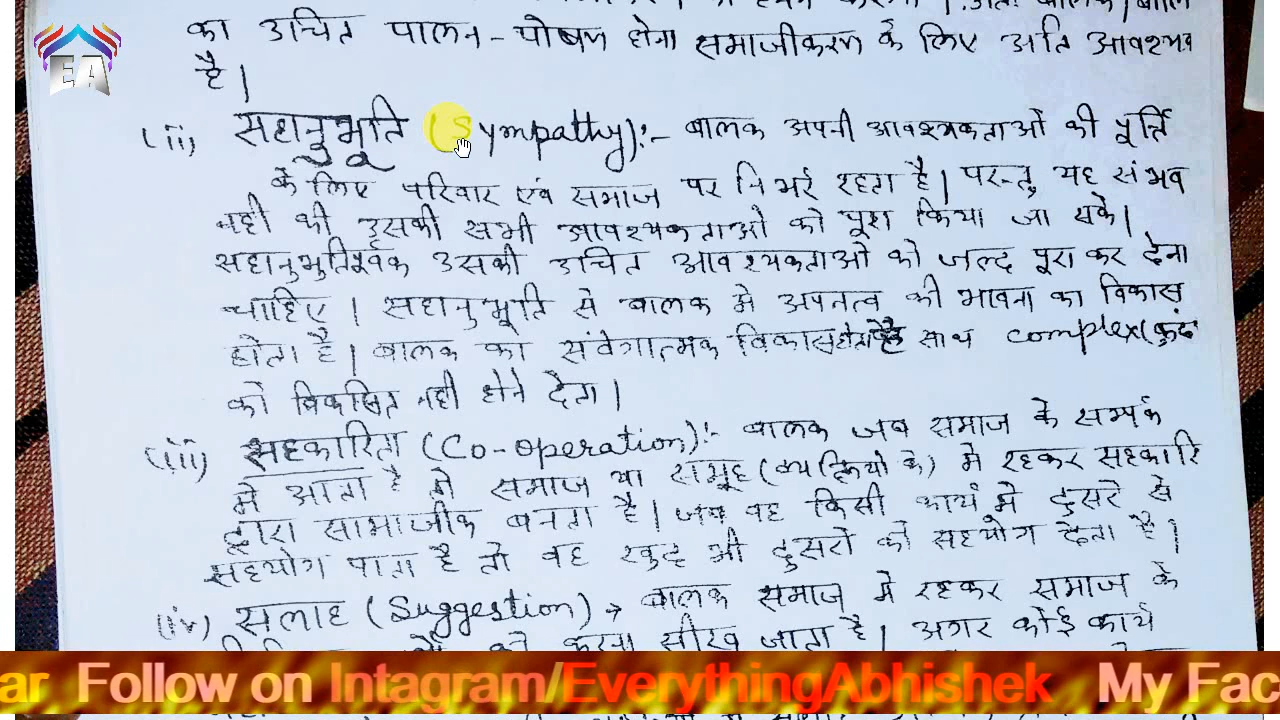 का उचित पालन - पोषण होना समाजीकरण के लिए अति आवश्यक
है।
(ii) सहानुभूति (Sympathy):- बालक अपनी आवश्यकताओं की पूर्ति
के लिए परिवार एवं समाज पर निर्भर रहता है। परन्तु यह संभव
नही की उसकी सभी आवश्यकताओं को पूरा किया जा सके।
सहानुभुतिपूर्वक उसकी उचित आवश्यकताओं को जल्द पूरा कर देना
चाहिए। सहानुभूति से बालक मे अपनत्व की भावना का विकास
होता है। बालक का संवेगात्मक विकास होता है साथ complex
को विकसित नही होने देता।
(iii) सहकारिता (Co-operation):- बालक जब समाज के सम्पर्क
मे आता है तो समाज या समूह (व्यक्तियो के) मे रहकर सहकारि
द्वारा सामाजीक बनता है। जब वह किसी कार्य मे दुसरे से
सहयोग पाता है तो वह खुद भी दुसरो को सहयोग देता है।
(iv) सलाह (Suggestion) → बालक समाज मे रहकर समाज के
करना सीख जाता है। अगर कोई कार्य
EA
ar Follow on Intagram/EverythingAbhishek My Fac